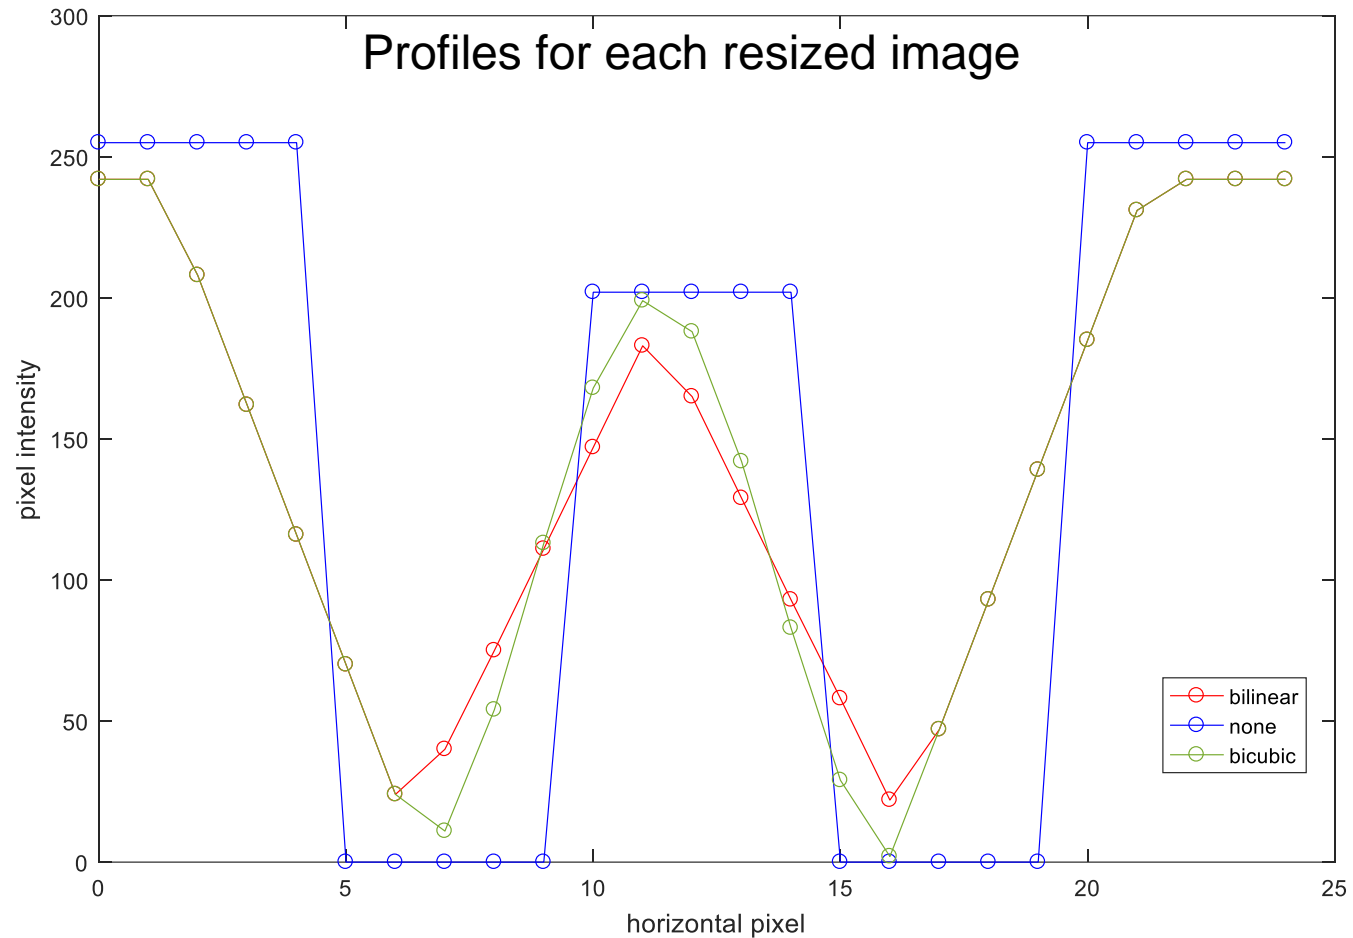 Profiles for each resized image
300
250
200
150
100
50
0
pixel intensity
0 5 10 15 20 25
horizontal pixel
bilinear
none
bicubic